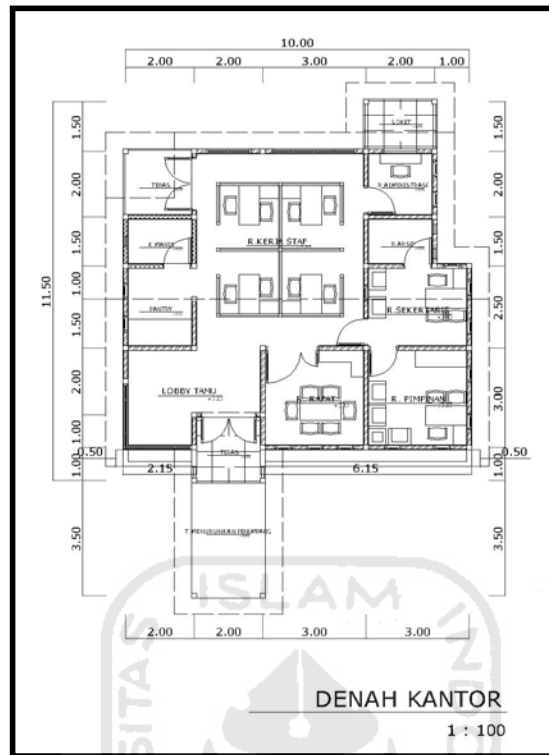 10.00
2.00 2.00 3.00 2.00 1.00
1.50
2.00
1.50
1.00
1.50
2.00
1.00
1.00
3.50
11.50
0.50
1.50
2.00
1.50
2.50
3.00
1.00
3.50
0.50
LOKET
TERAS
R.ADMINISTRASI
R.KERJA STAF
R.ARSIP
PANTRY
R.SEKERTARIS
LOBBY TAMU
R. RAPAT
R. PIMPINAN
TERAS
2.15 6.15
2.00 2.00 3.00 3.00
ISLAM
DENAH KANTOR
1 : 100